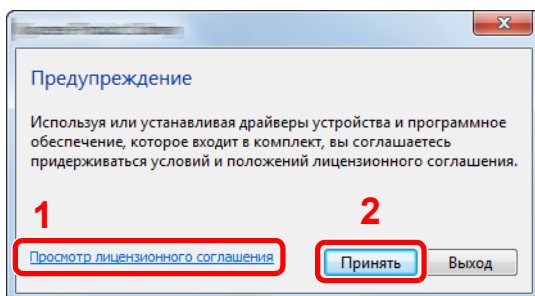 Предупреждение
Используя или устанавливая драйверы устройства и программное
обеспечение, которое входит в комплект, вы соглашаетесь
придерживаться условий и положений лицензионного соглашения.
1
2
Просмотр лицензионного соглашения
Принять
Выход